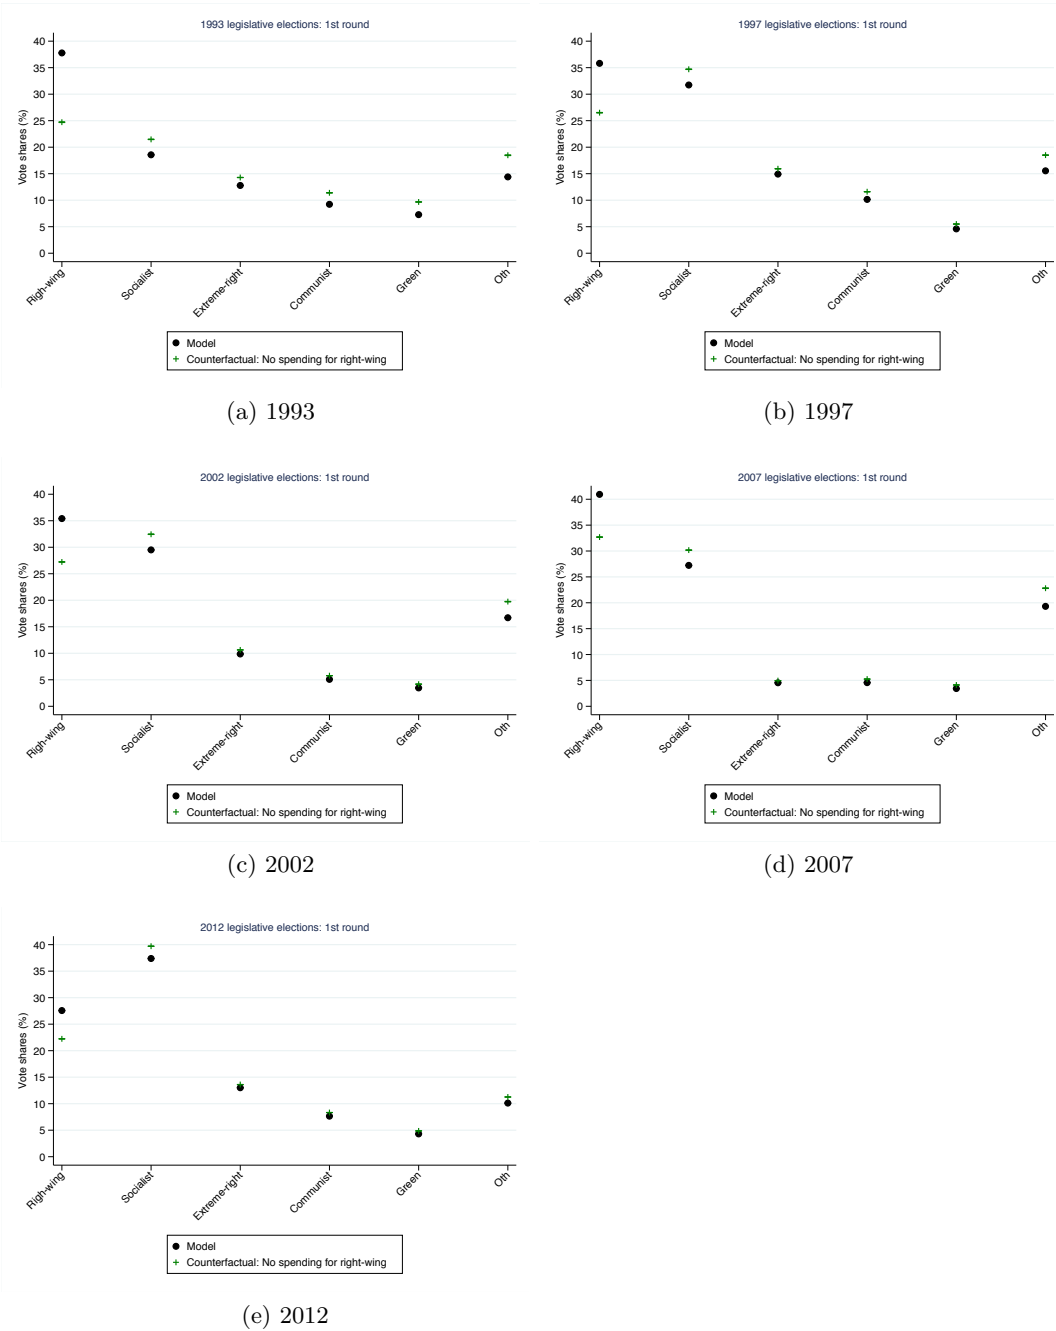 1993 legislative elections: 1st round
Vote shares (%)
40
35
30
25
20
15
10
5
0
Righ-wing
Socialist
Extreme-right
Communist
Green
Oth
Model
Counterfactual: No spending for right-wing
(a) 1993
1997 legislative elections: 1st round
Vote shares (%)
40
35
30
25
20
15
10
5
0
Righ-wing
Socialist
Extreme-right
Communist
Green
Oth
Model
Counterfactual: No spending for right-wing
(b) 1997
2002 legislative elections: 1st round
Vote shares (%)
40
35
30
25
20
15
10
5
0
Righ-wing
Socialist
Extreme-right
Communist
Green
Oth
Model
Counterfactual: No spending for right-wing
(c) 2002
2007 legislative elections: 1st round
Vote shares (%)
40
35
30
25
20
15
10
5
0
Righ-wing
Socialist
Extreme-right
Communist
Green
Oth
Model
Counterfactual: No spending for right-wing
(d) 2007
2012 legislative elections: 1st round
Vote shares (%)
40
35
30
25
20
15
10
5
0
Righ-wing
Socialist
Extreme-right
Communist
Green
Oth
Model
Counterfactual: No spending for right-wing
(e) 2012